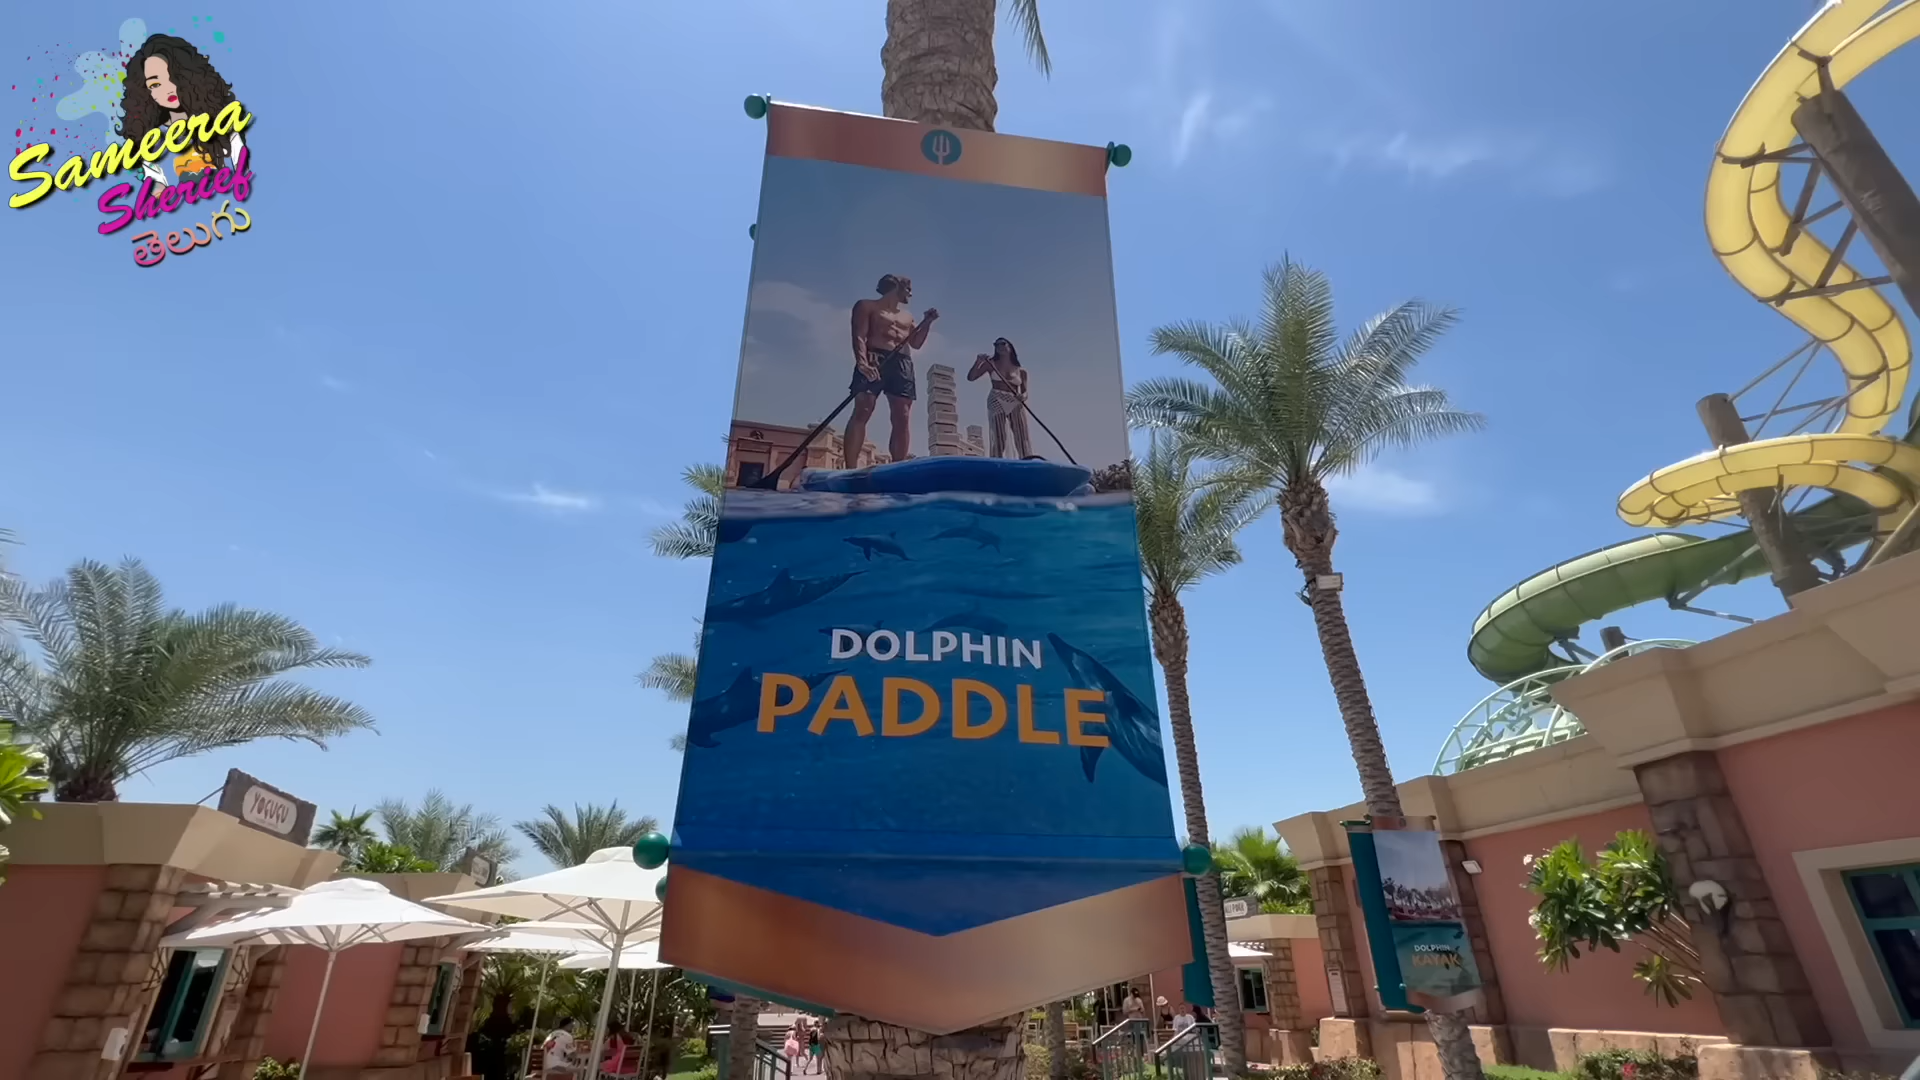 Sameera
Sherief
తెలుగు
DOLPHIN
PADDLE
YOGUGU
DOLPHIN
KAYAK